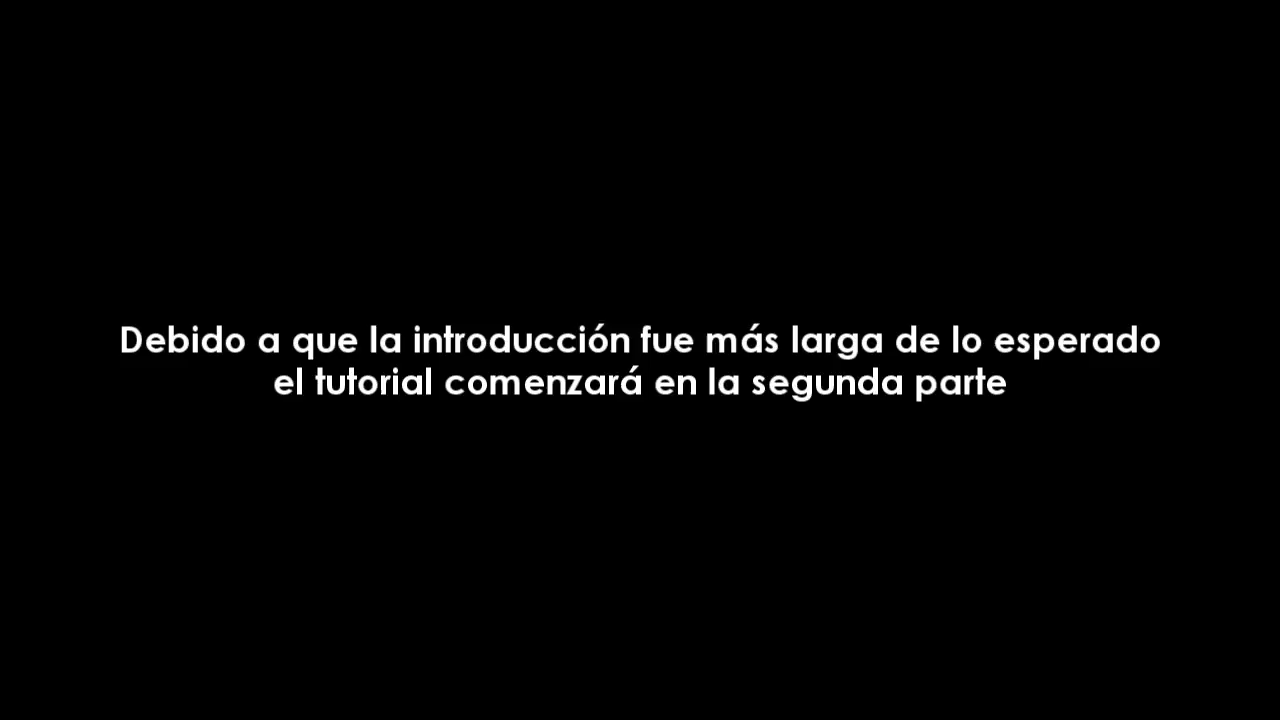 Debido a que la introducción fue más larga de lo esperado
el tutorial comenzará en la segunda parte